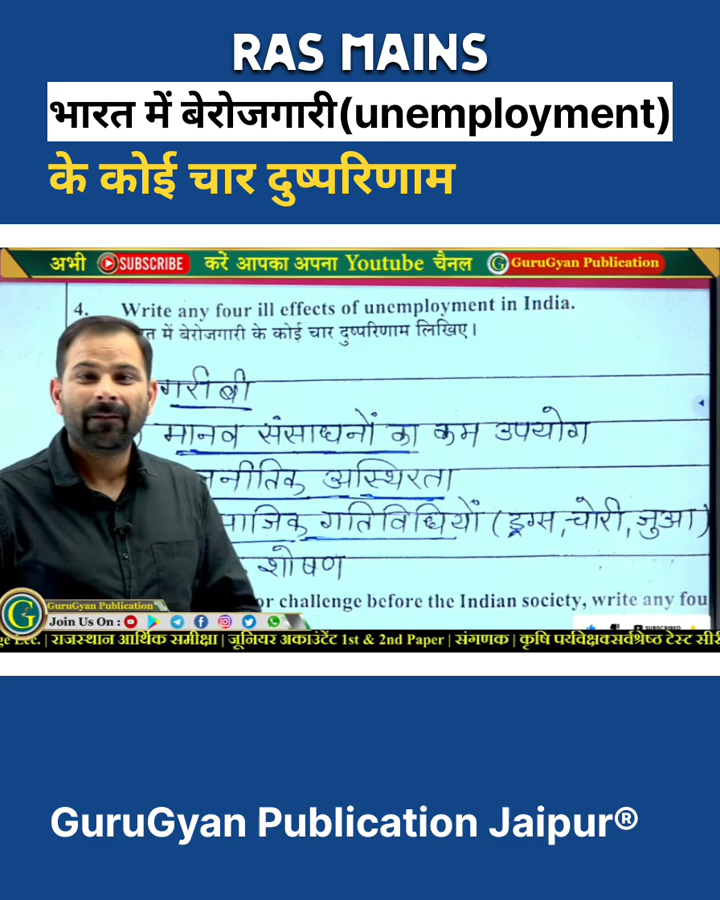 RAS MAINS
भारत में बेरोजगारी(unemployment)
के कोई चार दुष्परिणाम
अभी SUBSCRIBE करें आपका अपना Youtube चैनल GuruGyan Publication
4. Write any four ill effects of unemployment in India.
में बेरोजगारी के कोई चार दुष्परिणाम लिखिए।
गरीबी
मानव संसाधनों का कम उपयोग
अस्थिरता
गतिविधियों (ड्रग्स,चोरी,जुआ)
शोषण
or challenge before the Indian society, write any fou
GuruGyan Publication
Join Us On :
SUBSCRIBED
| राजस्थान आर्थिक समीक्षा | जूनियर अकाउंटेंट 1st & 2nd Paper | संगणक | कृषि पर्यवेक्षक सर्वश्रेष्ठ टेस्ट सीरी
GuruGyan Publication Jaipur®